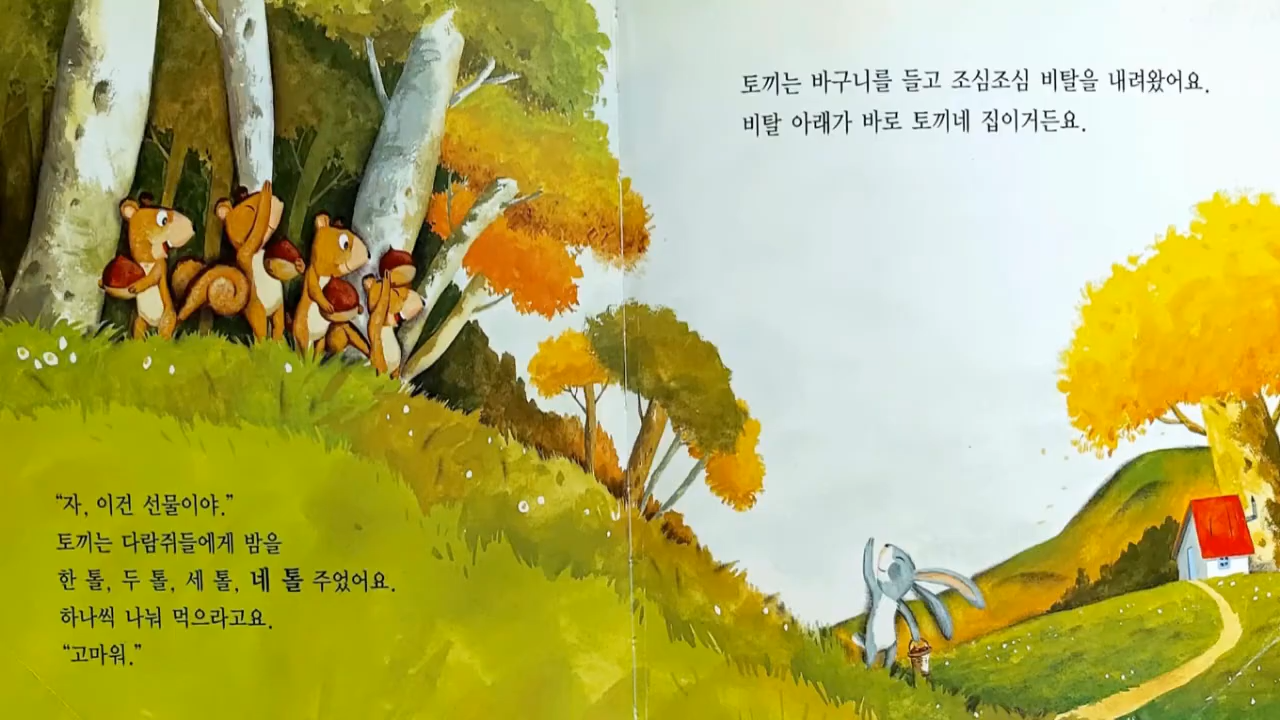 “자, 이건 선물이야.”
토끼는 다람쥐들에게 밤을
한 톨, 두 톨, 세 톨, 네 톨 주었어요.
하나씩 나눠 먹으라고요.
“고마워.”
토끼는 바구니를 들고 조심조심 비탈을 내려왔어요.
비탈 아래가 바로 토끼네 집이거든요.